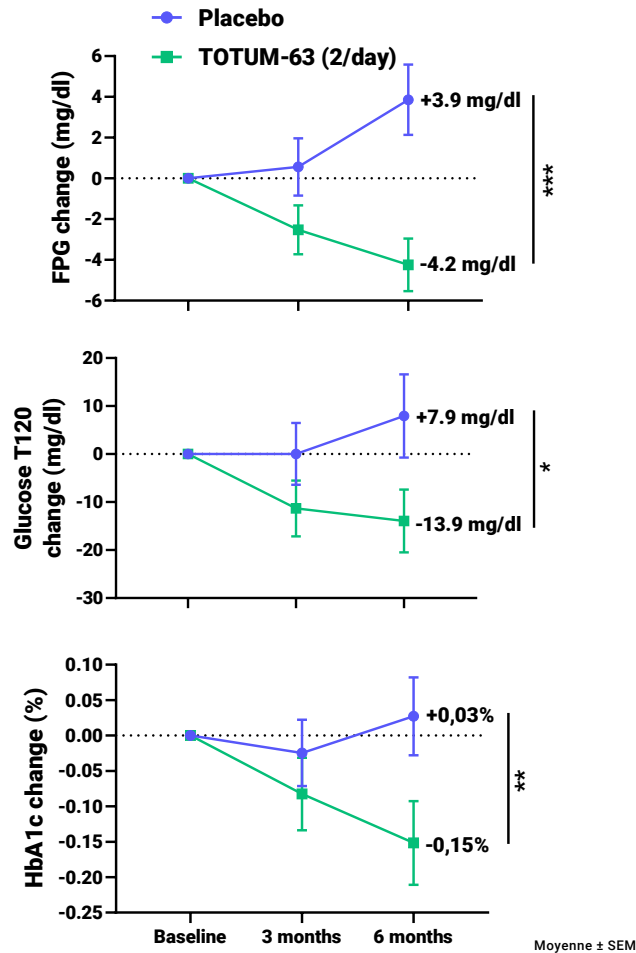 Placebo
TOTUM-63 (2/day)
FPG change (mg/dl)
6
4
2
0
-2
-4
-6
+3.9 mg/dl
-4.2 mg/dl
***
Glucose T120
change (mg/dl)
20
10
0
-10
-20
-30
+7.9 mg/dl
-13.9 mg/dl
*
HbA1c change (%)
0.10
0.05
0.00
-0.05
-0.10
-0.15
-0.20
-0.25
+0,03%
-0,15%
**
Baseline 3 months 6 months
Moyenne ± SEM